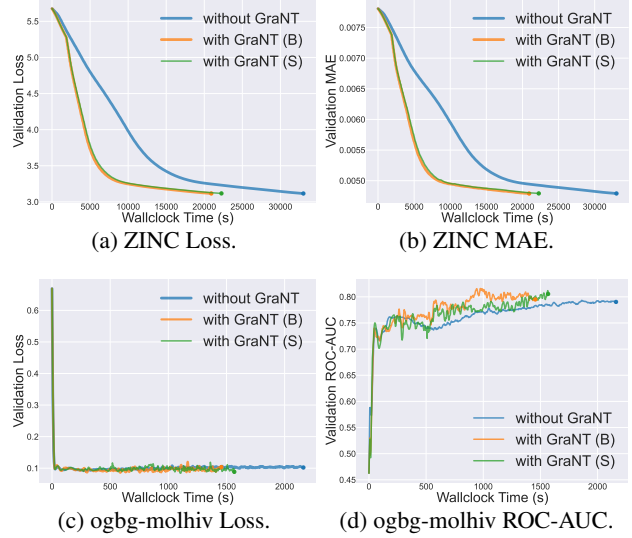 5.5
5.0
4.5
4.0
3.5
3.0
Validation Loss
without GraNT
with GraNT (B)
with GraNT (S)
0 5000 10000 15000 20000 25000 30000
Wallclock Time (s)
(a) ZINC Loss.
0.0075
0.0070
0.0065
0.0060
0.0055
0.0050
Validation MAE
without GraNT
with GraNT (B)
with GraNT (S)
0 5000 10000 15000 20000 25000 30000
Wallclock Time (s)
(b) ZINC MAE.
0.6
0.5
0.4
0.3
0.2
0.1
Validation Loss
without GraNT
with GraNT (B)
with GraNT (S)
0 500 1000 1500 2000
Wallclock Time (s)
(c) ogbg-molhiv Loss.
0.80
0.75
0.70
0.65
0.60
0.55
0.50
0.45
Validation ROC-AUC
without GraNT
with GraNT (B)
with GraNT (S)
0 500 1000 1500 2000
Wallclock Time (s)
(d) ogbg-molhiv ROC-AUC.